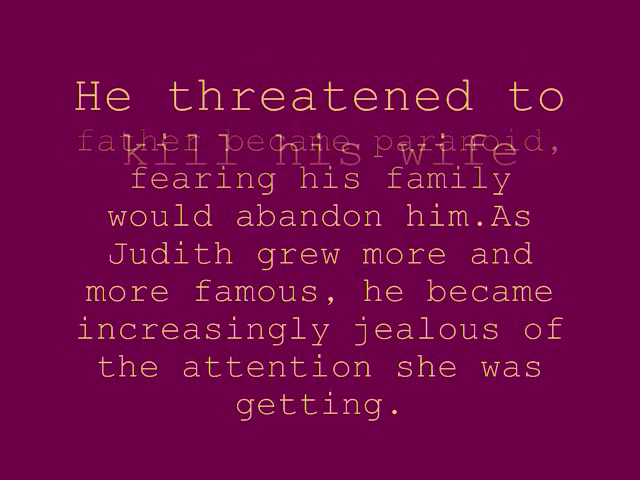 He threatened to
father became paranoid,
kill his wife
fearing his family
would abandon him.As
Judith grew more and
more famous, he became
increasingly jealous of
the attention she was
getting.